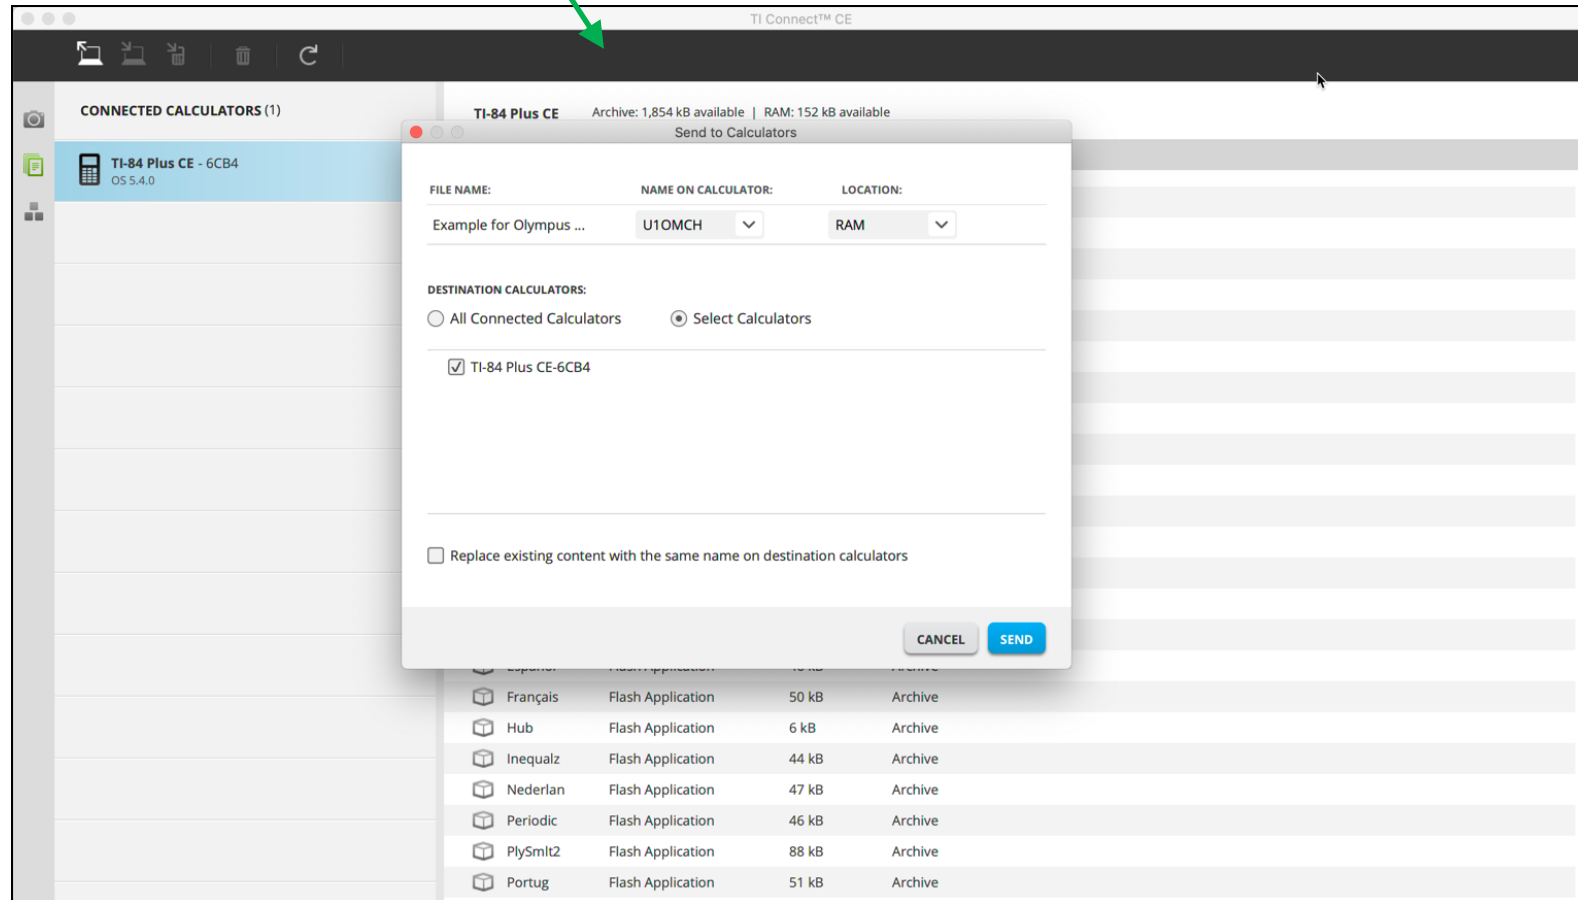 TI Connect™ CE
CONNECTED CALCULATORS (1)
TI-84 Plus CE Archive: 1,854 kB available | RAM: 152 kB available
TI-84 Plus CE - 6CB4
OS 5.4.0
Send to Calculators
FILE NAME: NAME ON CALCULATOR: LOCATION:
Example for Olympus ... U1OMCH RAM
DESTINATION CALCULATORS:
All Connected Calculators Select Calculators
TI-84 Plus CE-6CB4
Replace existing content with the same name on destination calculators
CANCEL SEND
Français Flash Application 50 kB Archive
Hub Flash Application 6 kB Archive
Inequalz Flash Application 44 kB Archive
Nederlan Flash Application 47 kB Archive
Periodic Flash Application 46 kB Archive
PlySmlt2 Flash Application 88 kB Archive
Portug Flash Application 51 kB Archive